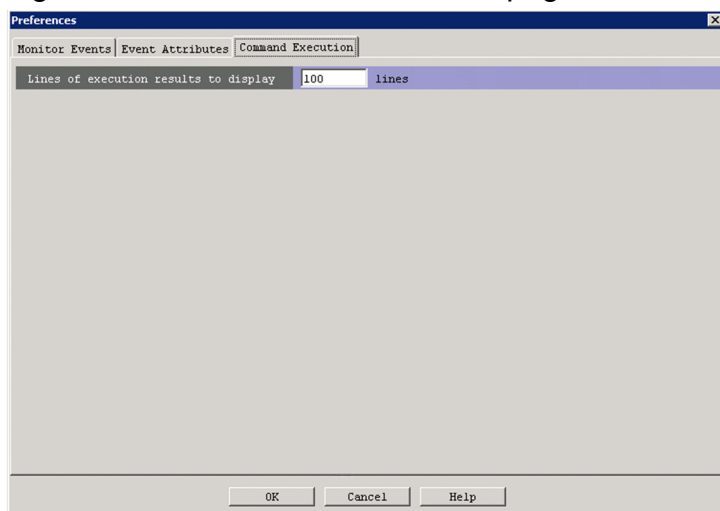 Preferences
Monitor Events Event Attributes Command Execution
Lines of execution results to display 100 lines
OK Cancel Help